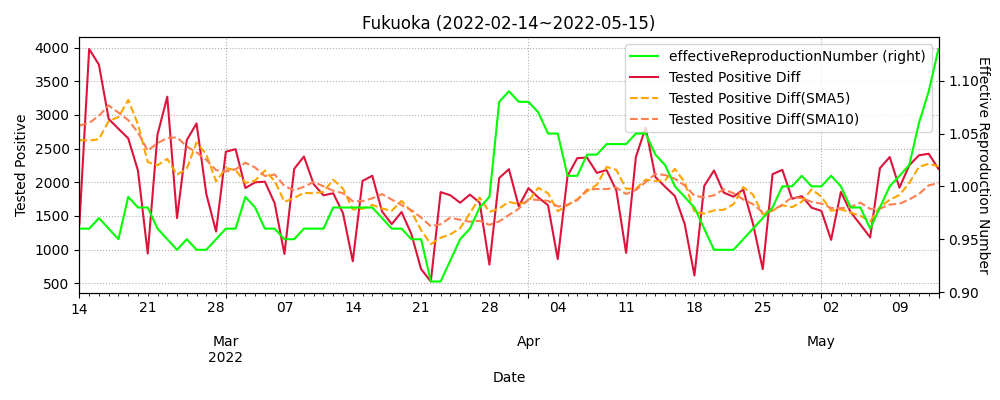 Fukuoka (2022-02-14~2022-05-15)
effectiveReproductionNumber (right)
Tested Positive Diff
Tested Positive Diff(SMA5)
Tested Positive Diff(SMA10)
Tested Positive
4000
3500
3000
2500
2000
1500
1000
500
Effective Reproduction Number
1.10
1.05
1.00
0.95
0.90
14 21 28 07 14 21 28 04 11 18 25 02 09
Mar Apr May
2022
Date